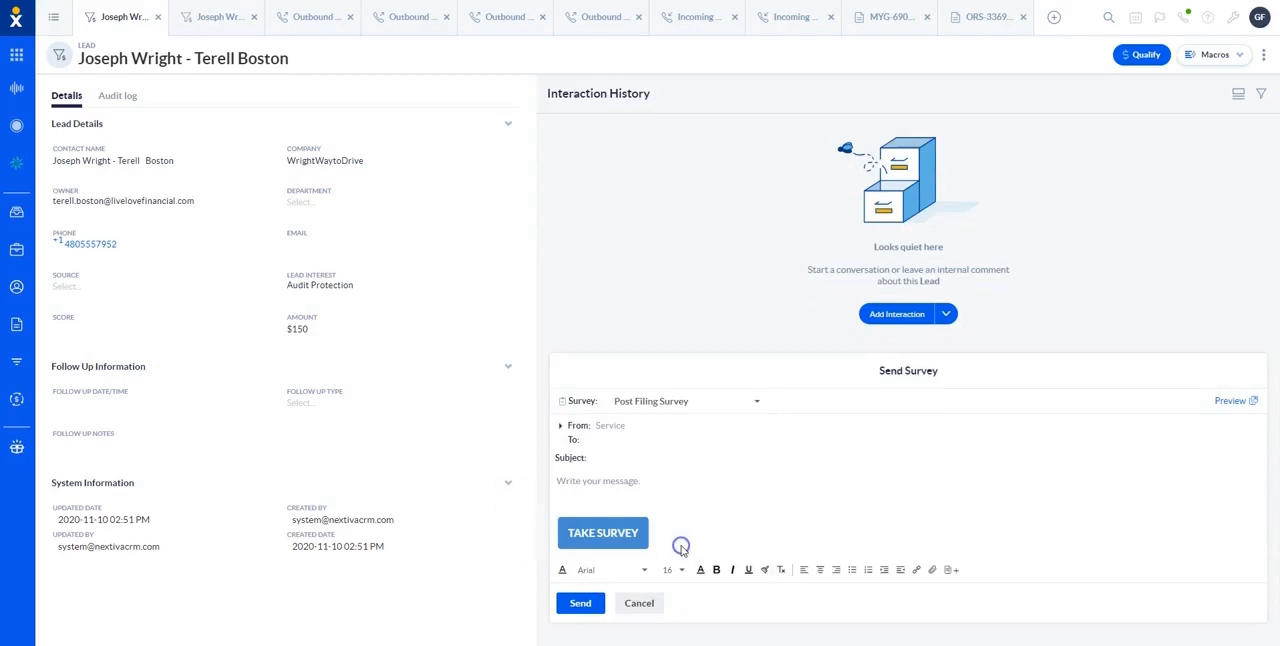 Joseph Wr...
Joseph Wr...
Outbound ...
Outbound ...
Outbound ...
Outbound ...
Incoming ...
Incoming ...
MYG-690...
ORS-3369...
GF
LEAD
Joseph Wright - Terell Boston
Qualify
Macros
Details
Audit log
Lead Details
CONTACT NAME
Joseph Wright - Terell Boston
COMPANY
WrightWaytoDrive
OWNER
terell.boston@livelovefinancial.com
DEPARTMENT
Select...
PHONE
+1 4805557952
EMAIL
SOURCE
Select...
LEAD INTEREST
Audit Protection
SCORE
AMOUNT
$150
Follow Up Information
FOLLOW UP DATE/TIME
FOLLOW UP TYPE
Select...
FOLLOW UP NOTES
System Information
UPDATED DATE
2020-11-10 02:51 PM
CREATED BY
system@nextivacrm.com
UPDATED BY
system@nextivacrm.com
CREATED DATE
2020-11-10 02:51 PM
Interaction History
Looks quiet here
Start a conversation or leave an internal comment
about this Lead
Add Interaction
Send Survey
Survey: Post Filing Survey
Preview
From: Service
To:
Subject:
Write your message.
TAKE SURVEY
Arial
16
Send
Cancel